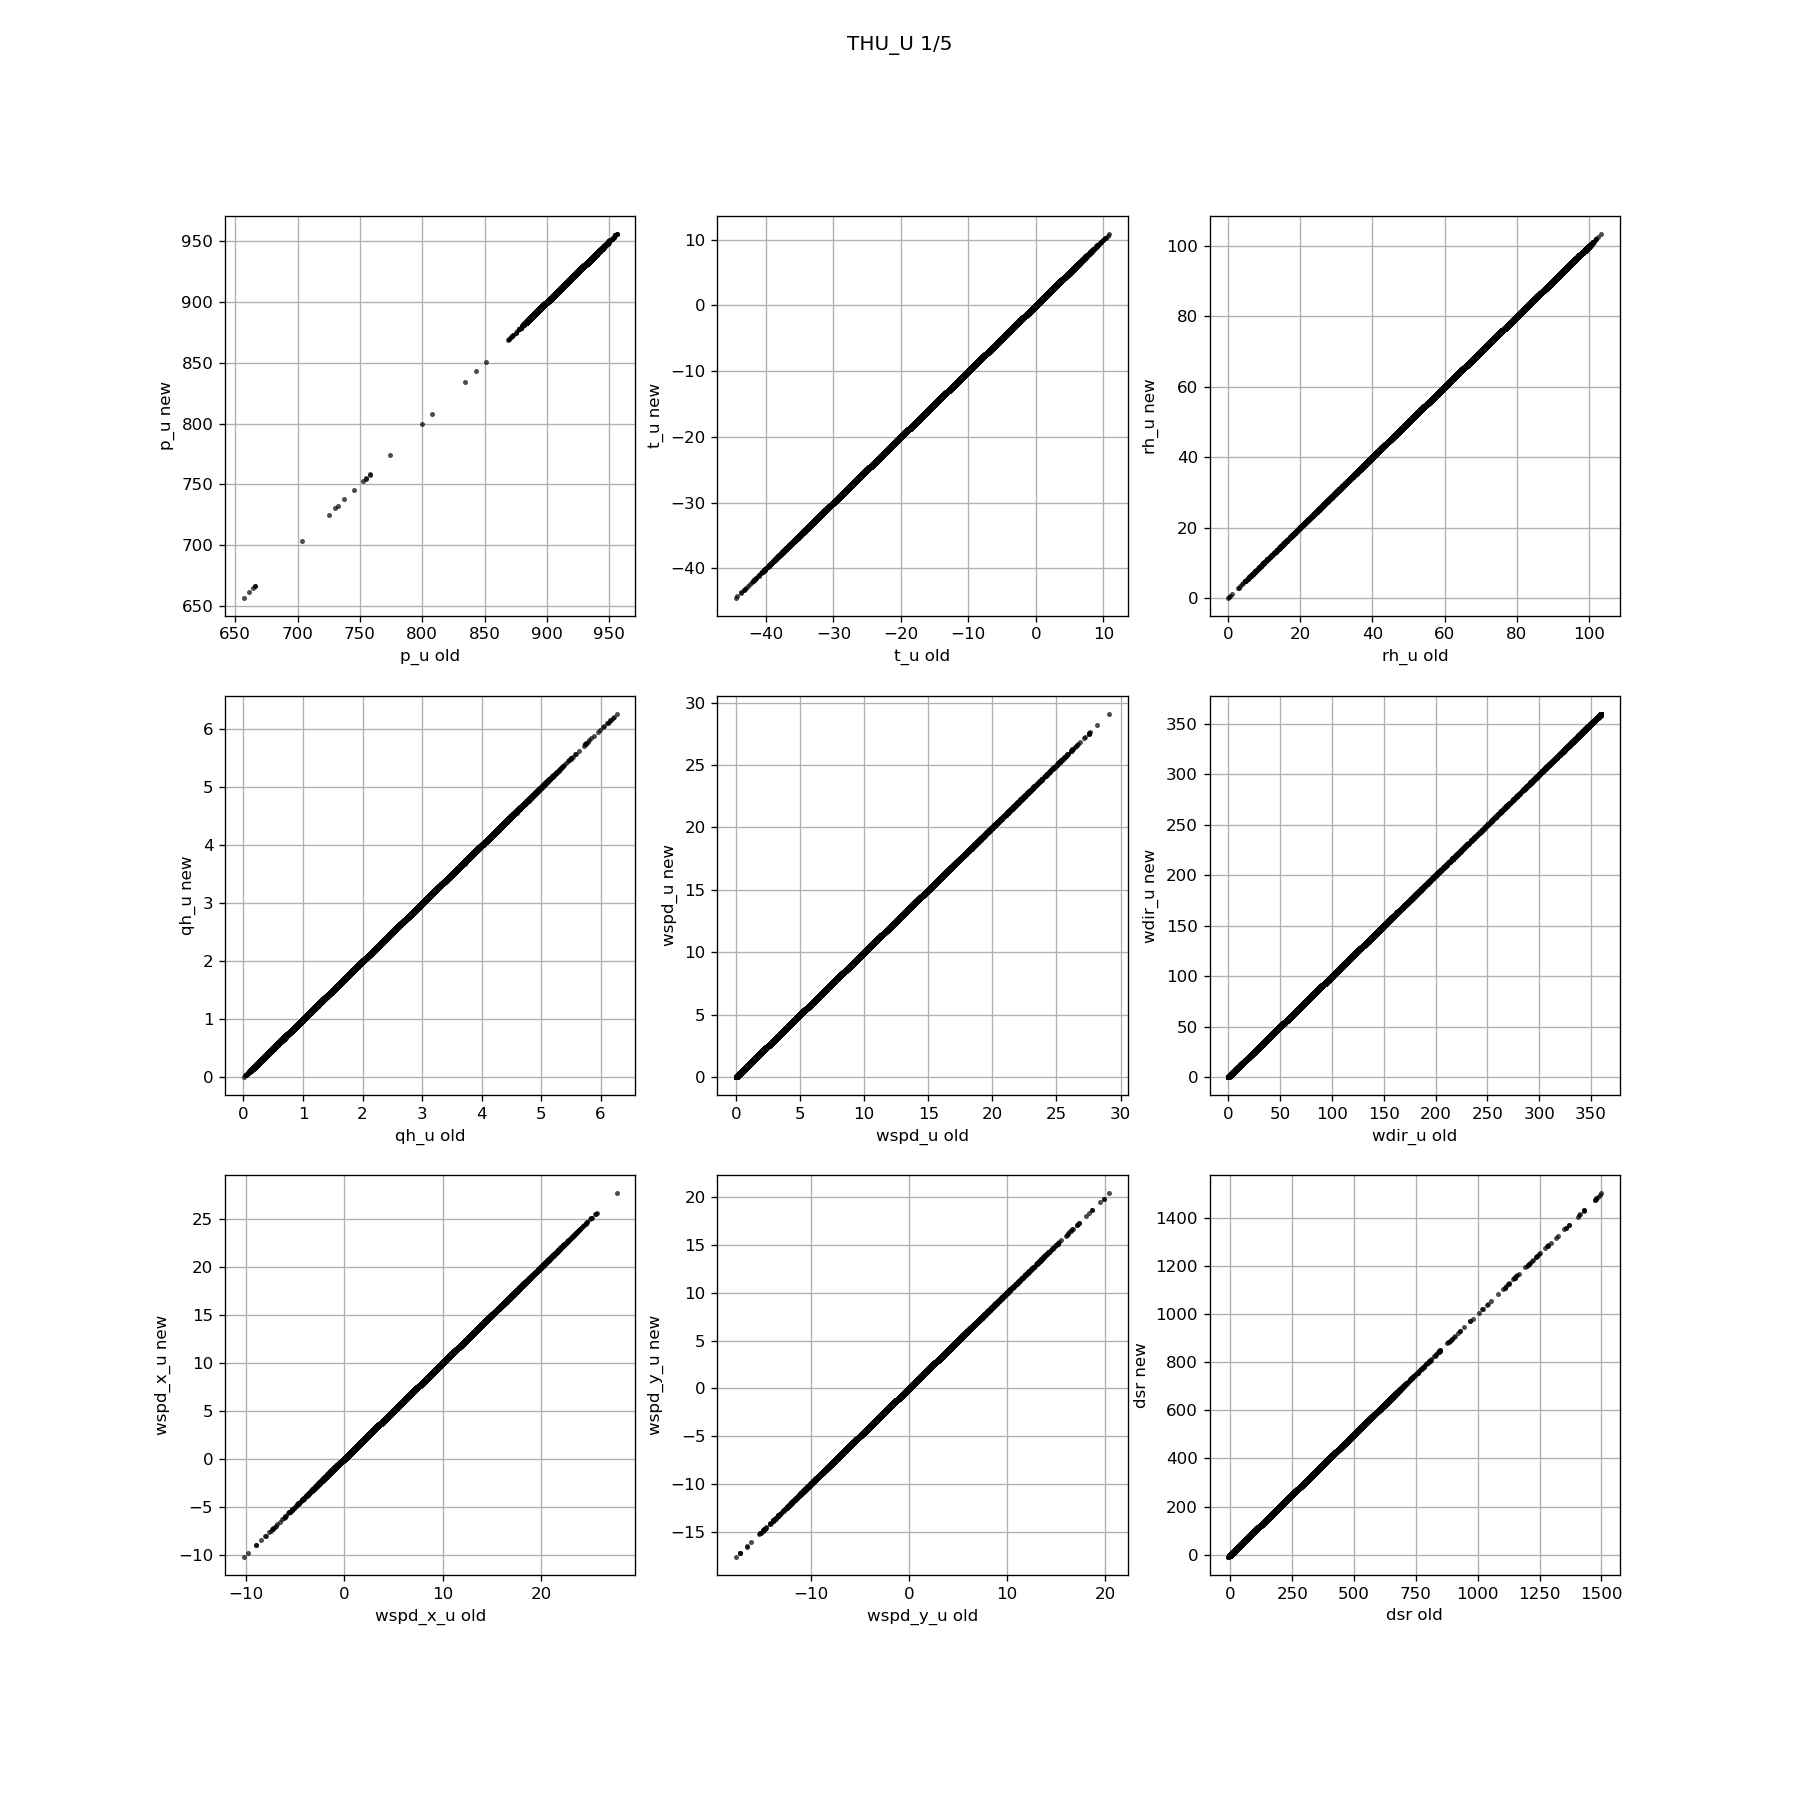 THU_U 1/5
950
900
850
800
750
700
650
p_u new
650 700 750 800 850 900 950
p_u old
10
0
−10
−20
−30
−40
t_u new
−40 −30 −20 −10 0 10
t_u old
100
80
60
40
20
0
rh_u new
0 20 40 60 80 100
rh_u old
6
5
4
3
2
1
0
qh_u new
0 1 2 3 4 5 6
qh_u old
30
25
20
15
10
5
0
wspd_u new
0 5 10 15 20 25 30
wspd_u old
350
300
250
200
150
100
50
0
wdir_u new
0 50 100 150 200 250 300 350
wdir_u old
25
20
15
10
5
0
−5
−10
wspd_x_u new
−10 0 10 20
wspd_x_u old
20
15
10
5
0
−5
−10
−15
wspd_y_u new
−10 0 10 20
wspd_y_u old
1400
1200
1000
800
600
400
200
0
dsr new
0 250 500 750 1000 1250 1500
dsr old